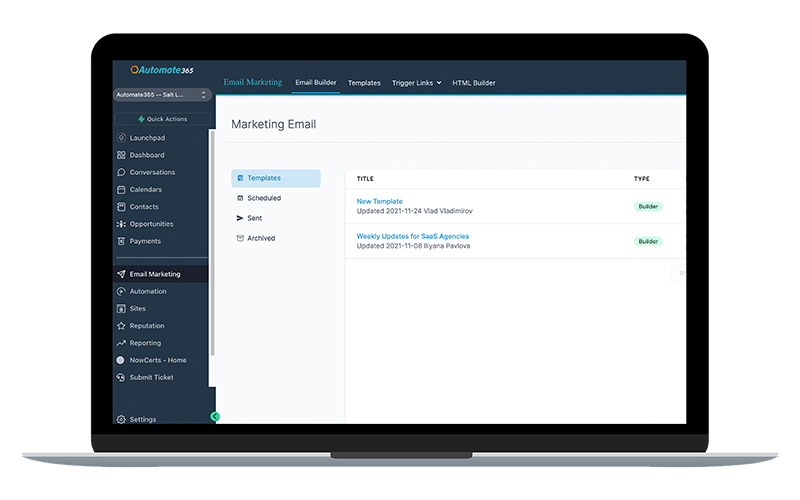 Automate365
Email Marketing
Email Builder
Templates
Trigger Links
HTML Builder
Automate365 -- Salt L...
Quick Actions
Launchpad
Dashboard
Conversations
Calendars
Contacts
Opportunities
Payments
Email Marketing
Automation
Sites
Reputation
Reporting
NowCerts - Home
Submit Ticket
Settings
Marketing Email
Templates
Scheduled
Sent
Archived
TITLE
TYPE
New Template
Updated 2021-11-24 Vlad Vladimirov
Builder
Weekly Updates for SaaS Agencies
Updated 2021-11-08 Iliyana Pavlova
Builder